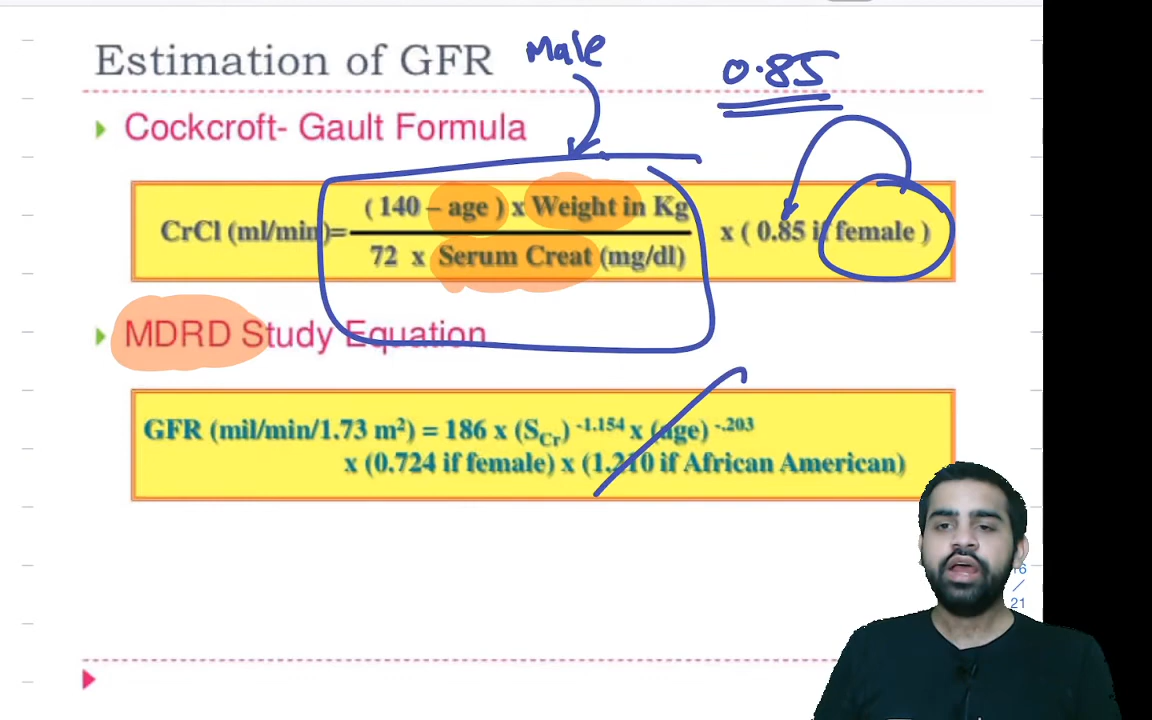 Male
Estimation of GFR
0.85
Cockcroft- Gault Formula
( 140 – age ) x Weight in Kg
CrCl (ml/min)= x ( 0.85 if female )
72 x Serum Creat (mg/dl)
MDRD Study Equation
GFR (mil/min/1.73 m²) = 186 x (SCr) -1.154 x (age) -.203
x (0.724 if female) x (1.210 if African American)
16
/
21